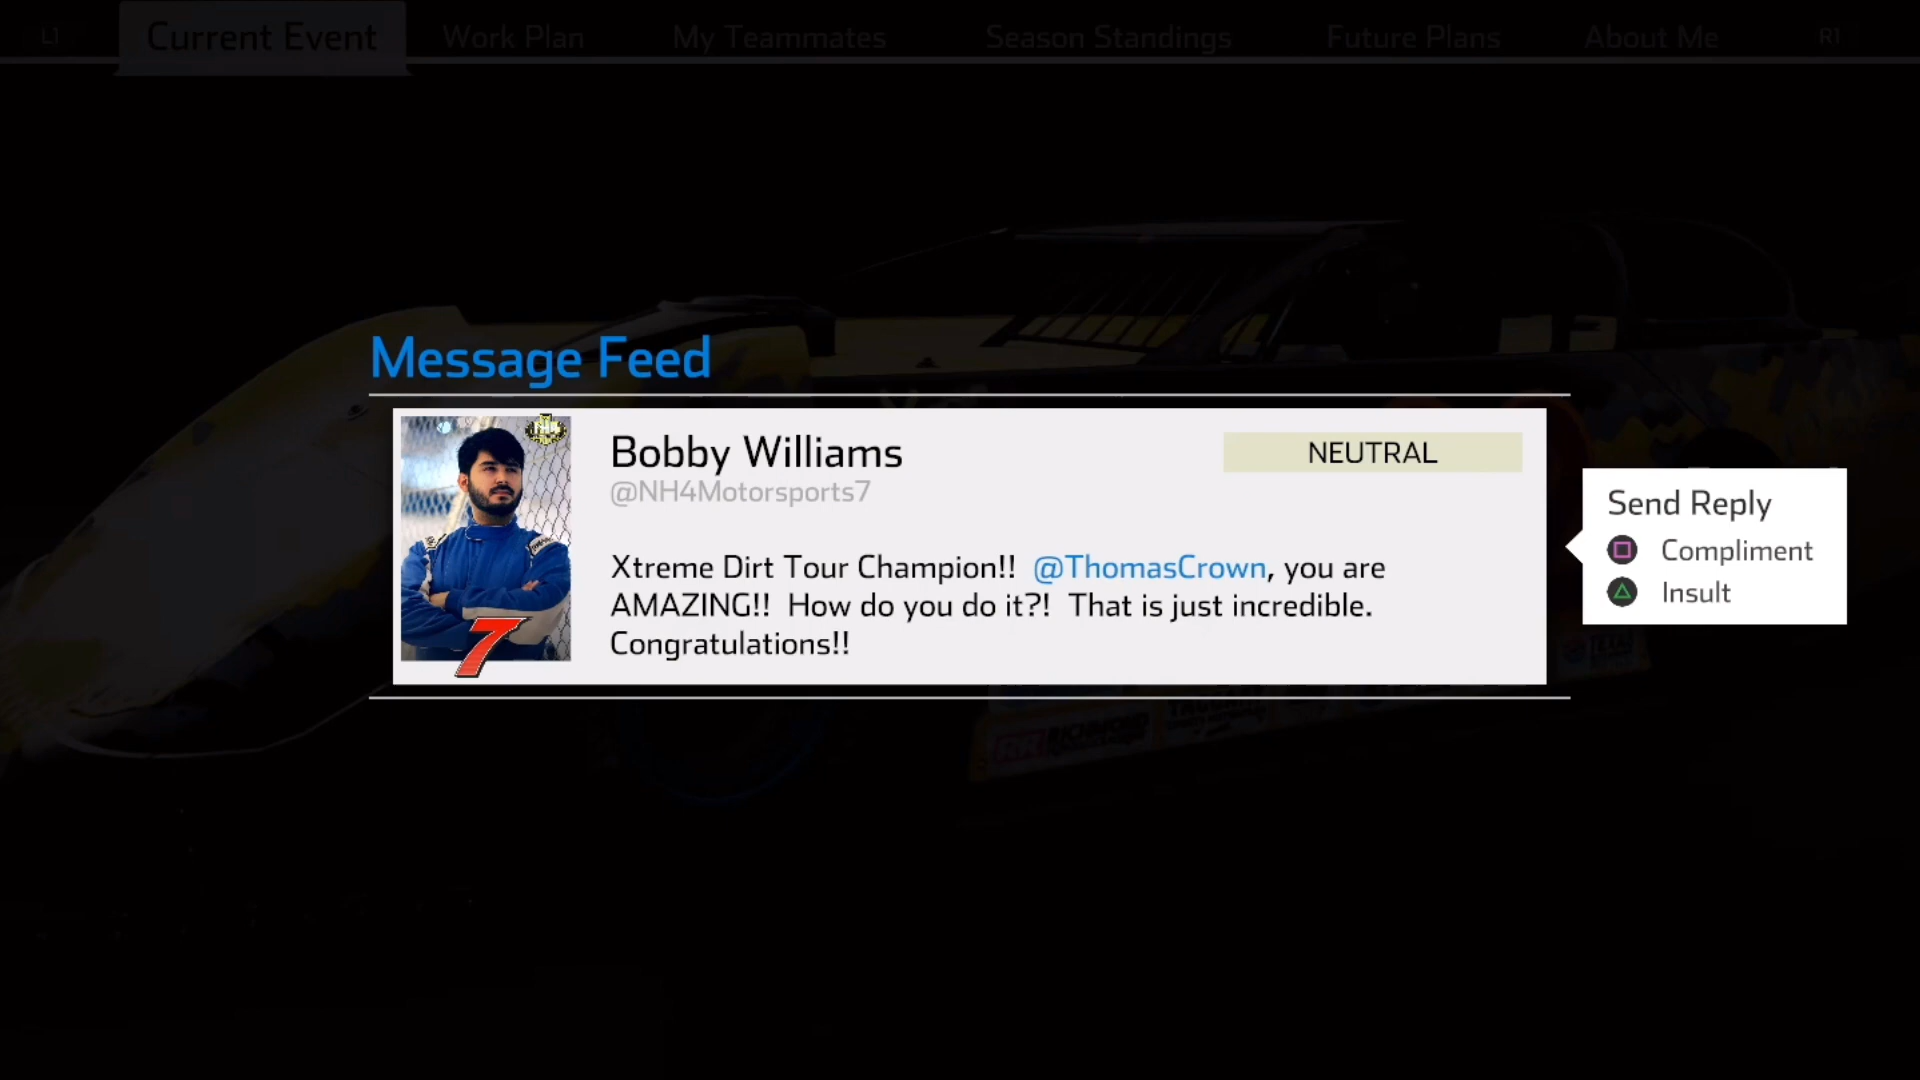 L1
Current Event
Work Plan
My Teammates
Season Standings
Future Plans
About Me
R1
Message Feed
Bobby Williams
NEUTRAL
@NH4Motorsports7
Xtreme Dirt Tour Champion!! @ThomasCrown, you are
AMAZING!! How do you do it?! That is just incredible.
Congratulations!!
7
Send Reply
Compliment
Insult
RICHMOND